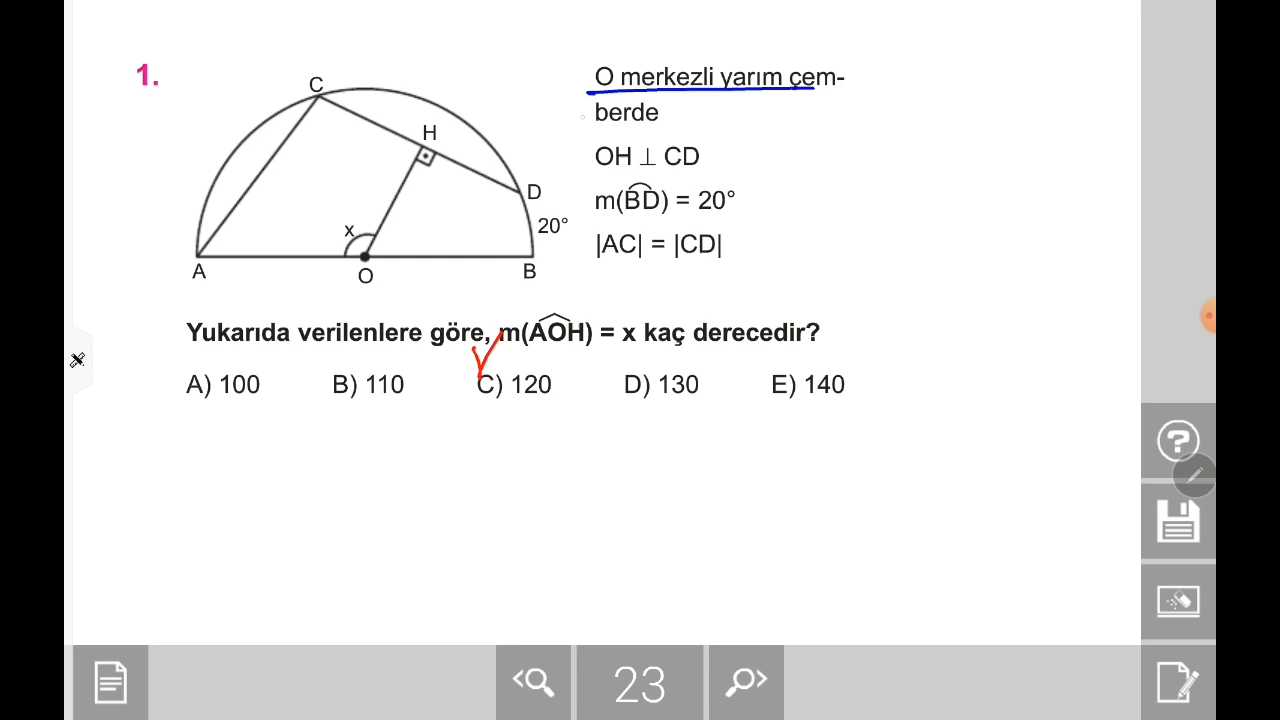 1.
C
H
D
20°
x
A
O
B
O merkezli yarım çem-
berde
OH ⊥ CD
m(BD) = 20°
|AC| = |CD|
Yukarıda verilenlere göre, m(AOH) = x kaç derecedir?
A) 100 B) 110 C) 120 D) 130 E) 140
23